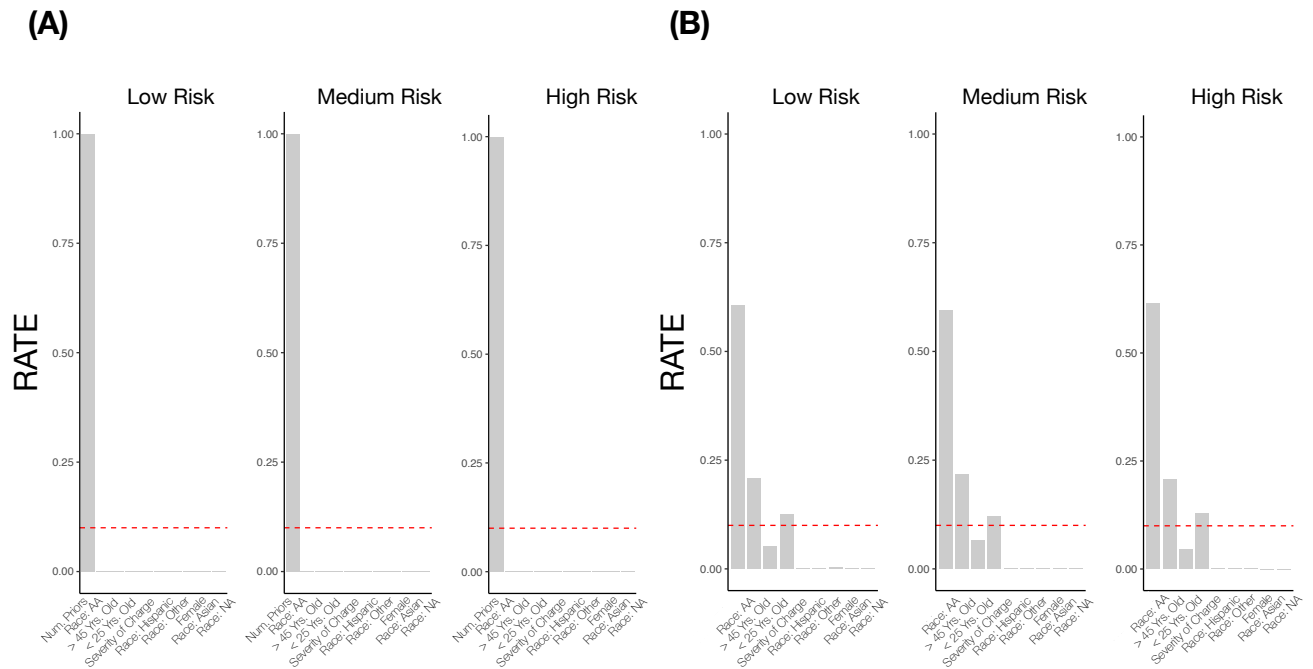 (A)
(B)
Low Risk
Medium Risk
High Risk
Low Risk
Medium Risk
High Risk
RATE
1.00
0.75
0.50
0.25
0.00
1.00
0.75
0.50
0.25
0.00
1.00
0.75
0.50
0.25
0.00
RATE
1.00
0.75
0.50
0.25
0.00
1.00
0.75
0.50
0.25
0.00
1.00
0.75
0.50
0.25
0.00
Num. Priors
Race: AA
> 45 Yrs. Old
< 25 Yrs. Old
Severity of Charge
Race: Hispanic
Race: Other
Female
Race: Asian
Race: NA
Num. Priors
Race: AA
> 45 Yrs. Old
< 25 Yrs. Old
Severity of Charge
Race: Hispanic
Race: Other
Female
Race: Asian
Race: NA
Num. Priors
Race: AA
> 45 Yrs. Old
< 25 Yrs. Old
Severity of Charge
Race: Hispanic
Race: Other
Female
Race: Asian
Race: NA
Race: AA
> 45 Yrs. Old
< 25 Yrs. Old
Severity of Charge
Race: Hispanic
Race: Other
Female
Race: Asian
Race: NA
Race: AA
> 45 Yrs. Old
< 25 Yrs. Old
Severity of Charge
Race: Hispanic
Race: Other
Female
Race: Asian
Race: NA
Race: AA
> 45 Yrs. Old
< 25 Yrs. Old
Severity of Charge
Race: Hispanic
Race: Other
Female
Race: Asian
Race: NA